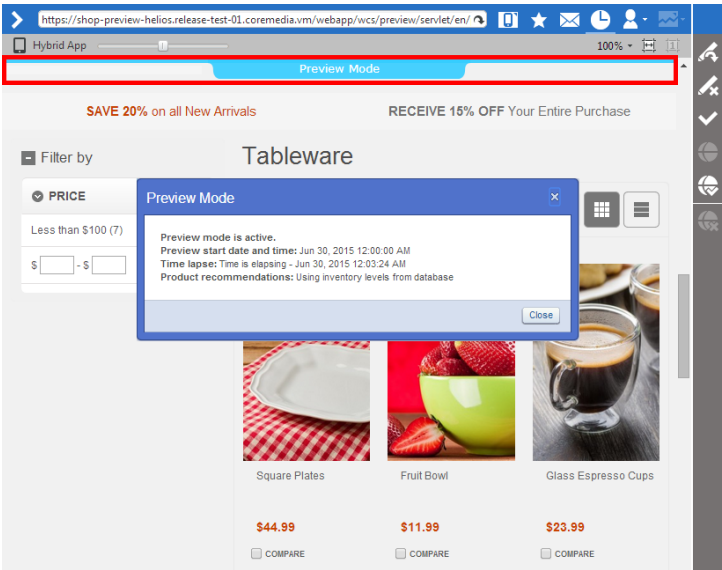 https://shop-preview-helios.release-test-01.coremedia.vm/webapp/wcs/preview/servlet/en/
Hybrid App
100%
Preview Mode
SAVE 20% on all New Arrivals
RECEIVE 15% OFF Your Entire Purchase
Filter by
Tableware
PRICE
Less than $100 (7)
$ - $
Preview Mode
Preview mode is active.
Preview start date and time: Jun 30, 2015 12:00:00 AM
Time lapse: Time is elapsing - Jun 30, 2015 12:03:24 AM
Product recommendations: Using inventory levels from database
Close
Square Plates
Fruit Bowl
Glass Espresso Cups
$44.99
$11.99
$23.99
COMPARE
COMPARE
COMPARE